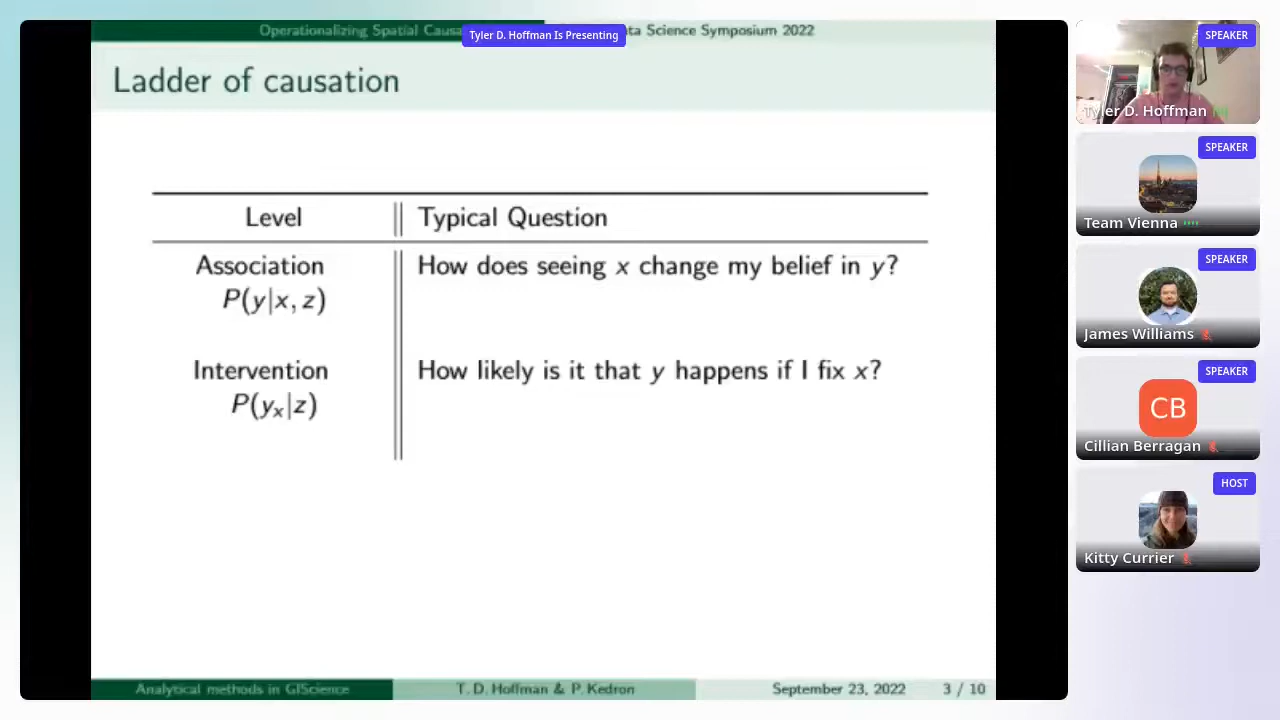 Operationalizing Spatial Causa
Tyler D. Hoffman Is Presenting
ta Science Symposium 2022
Ladder of causation
Level
Typical Question
Association
How does seeing x change my belief in y?
P(y|x, z)
Intervention
How likely is it that y happens if I fix x?
P(yₓ|z)
Analytical methods in GIScience
T. D. Hoffman & P. Kedron
September 23, 2022
3 / 10
SPEAKER
Tyler D. Hoffman
SPEAKER
Team Vienna
SPEAKER
James Williams
SPEAKER
CB
Cillian Berragan
HOST
Kitty Currier